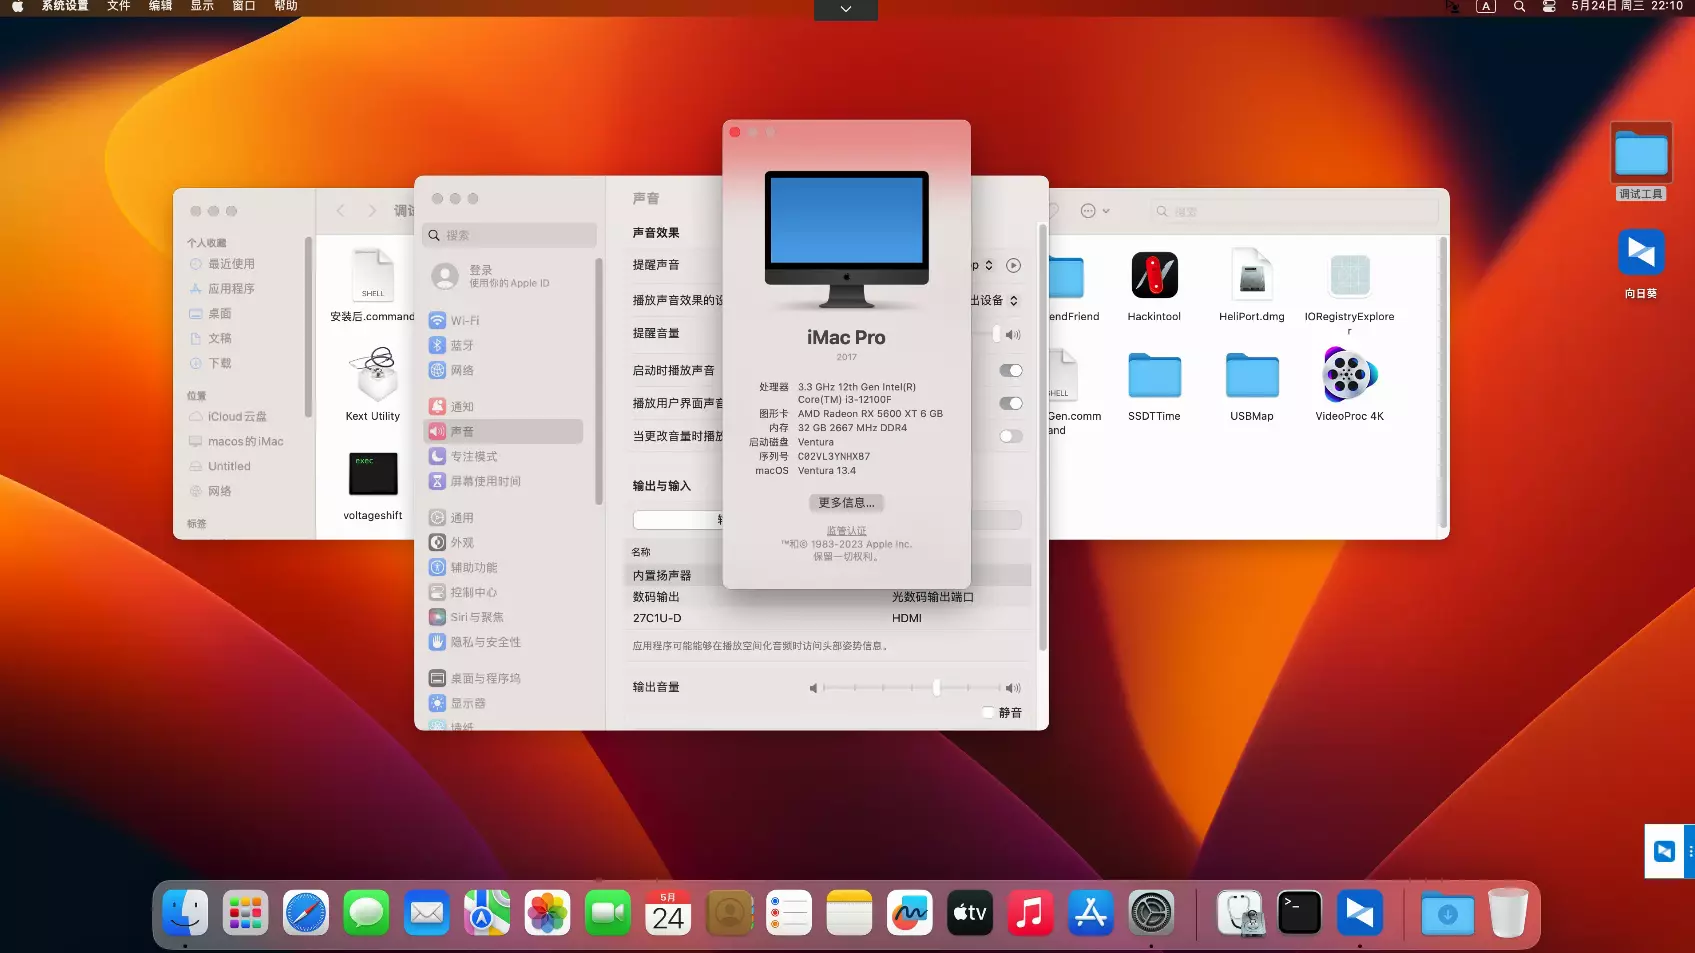 系统设置 文件 编辑 显示 窗口 帮助
A
5月24日 周三 22:10
调试工具
向日葵
个人收藏
最近使用
应用程序
桌面
文稿
下载
位置
iCloud云盘
macos的iMac
Untitled
网络
标签
SHELL
安装后.command
Kext Utility
exec
voltageshift
搜索
登录
使用你的Apple ID
Wi-Fi
蓝牙
网络
通知
声音
专注模式
屏幕使用时间
通用
外观
辅助功能
控制中心
Siri与聚焦
隐私与安全性
桌面与程序坞
显示器
声音
声音效果
提醒声音
播放声音效果的设
出设备
提醒音量
启动时播放声音
播放用户界面声音
当更改音量时播放
输出与输入
名称
内置扬声器
数码输出 光数码输出端口
27C1U-D HDMI
应用程序可能能够在播放空间化音频时访问头部姿势信息。
输出音量
静音
iMac Pro
2017
处理器 3.3 GHz 12th Gen Intel(R)
Core(TM) i3-12100F
图形卡 AMD Radeon RX 5600 XT 6 GB
内存 32 GB 2667 MHz DDR4
启动磁盘 Ventura
序列号 C02VL3YNHX87
macOS Ventura 13.4
更多信息...
监管认证
™和© 1983-2023 Apple Inc.
保留一切权利。
搜索
endFriend
Hackintool
HeliPort.dmg
IORegistryExplore
r
Gen.comm
and
SSDTTime
USBMap
VideoProc 4K
5月
24
tv